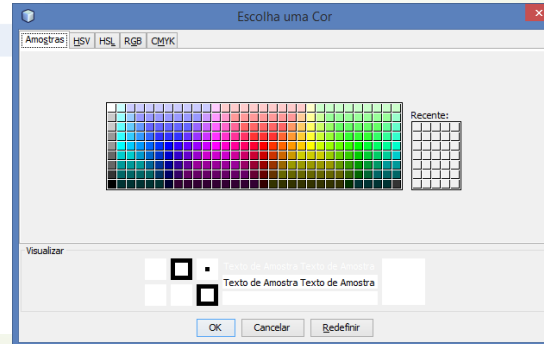 Escolha uma Cor
Amostras HSV HSL RGB CMYK
Recente:
Visualizar
Texto de Amostra Texto de Amostra
Texto de Amostra Texto de Amostra
OK Cancelar Redefinir